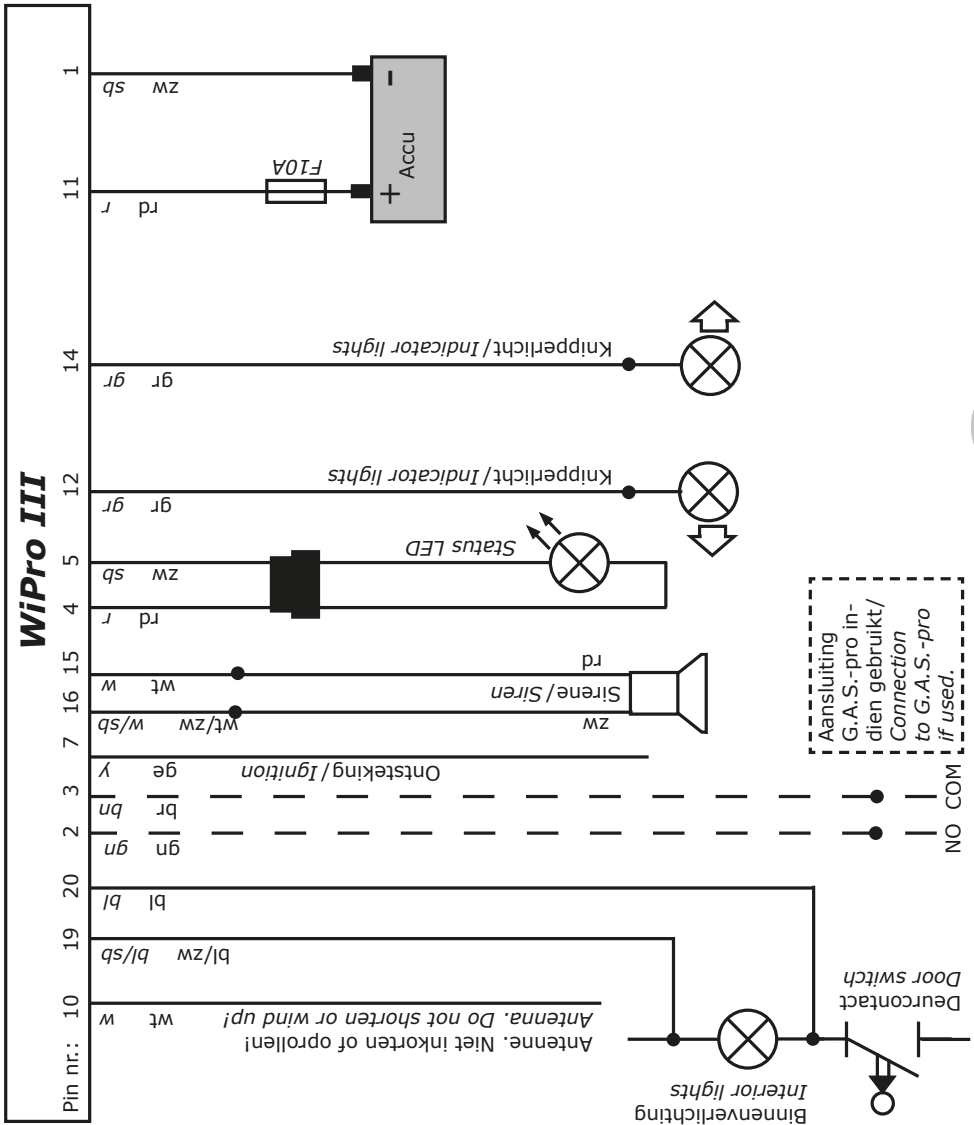 WiPro III
Pin nr.:
10
19
20
2
3
7
16
15
4
5
12
14
11
1
w wt
Antenne. Niet inkorten of oprollen!
Antenna. Do not shorten or wind up!
bl/sb bl/zw
bl bl
gn gn
bn br
y ge
Ontsteking/Ignition
w/sb wt/zw
w wt
zw
Sirene/Siren
rd
r rd
sb zw
Status LED
gr gr
Knipperlicht/Indicator lights
gr gr
Knipperlicht/Indicator lights
r rd
F10A
sb zw
+
-
Accu
Binnenverlichting
Interior lights
Deurcontact
Door switch
NO
COM
Aansluiting
G.A.S.-pro in-
dien gebruikt/
Connection
to G.A.S.-pro
if used.